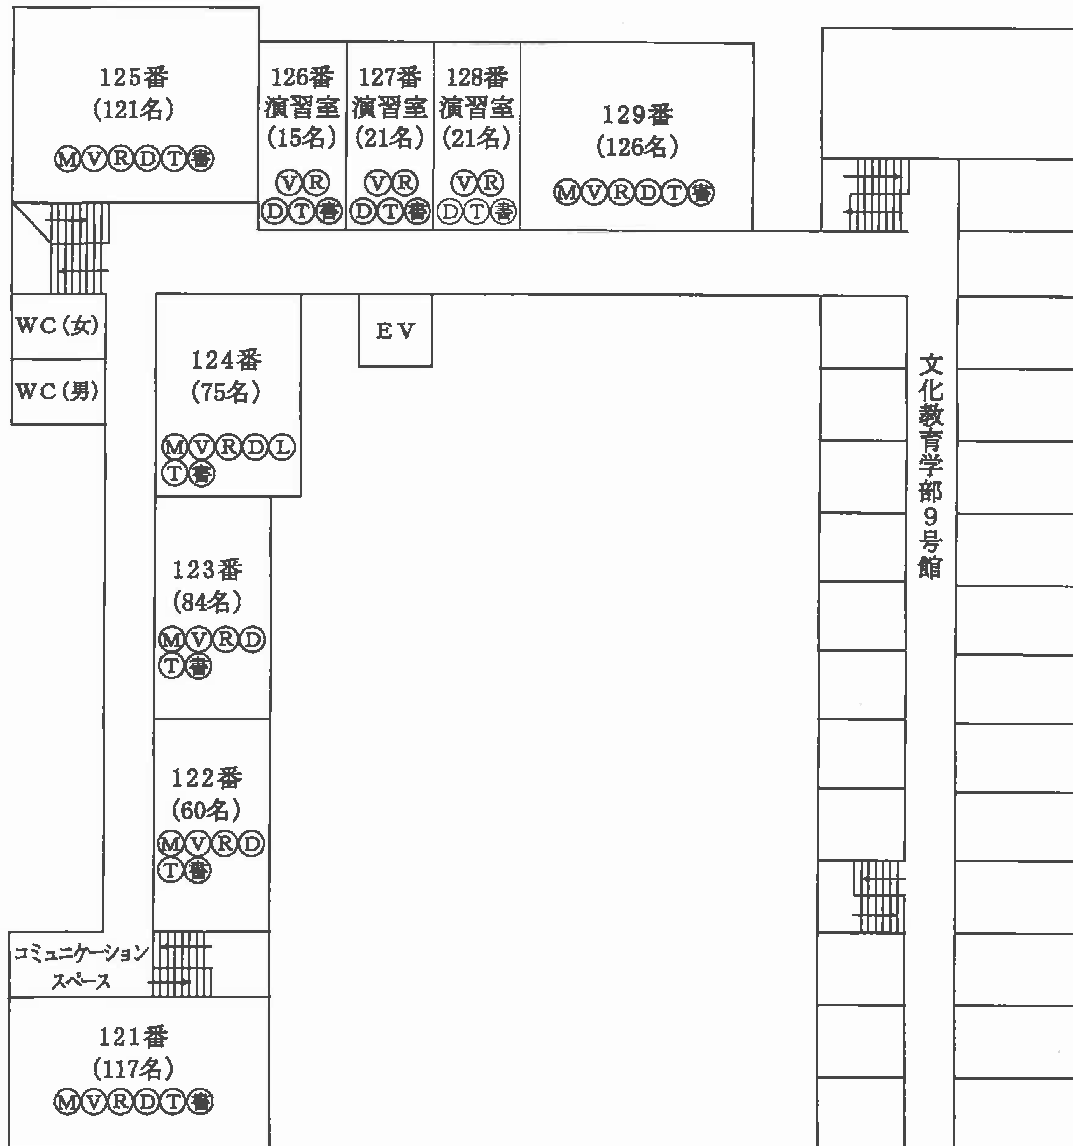 125番
(121名)
ⓂⓋⓇⒹⓉ書
126番
演習室
(15名)
ⓋⓇ
ⒹⓉ書
127番
演習室
(21名)
ⓋⓇ
ⒹⓉ書
128番
演習室
(21名)
ⓋⓇ
ⒹⓉ書
129番
(126名)
ⓂⓋⓇⒹⓉ書
WC(女)
WC(男)
124番
(75名)
ⓂⓋⓇⒹⓁ
Ⓣ書
EV
文化教育学部9号館
123番
(84名)
ⓂⓋⓇⒹ
Ⓣ書
122番
(60名)
ⓂⓋⓇⒹ
Ⓣ書
コミュニケーション
スペース
121番
(117名)
ⓂⓋⓇⒹⓉ書